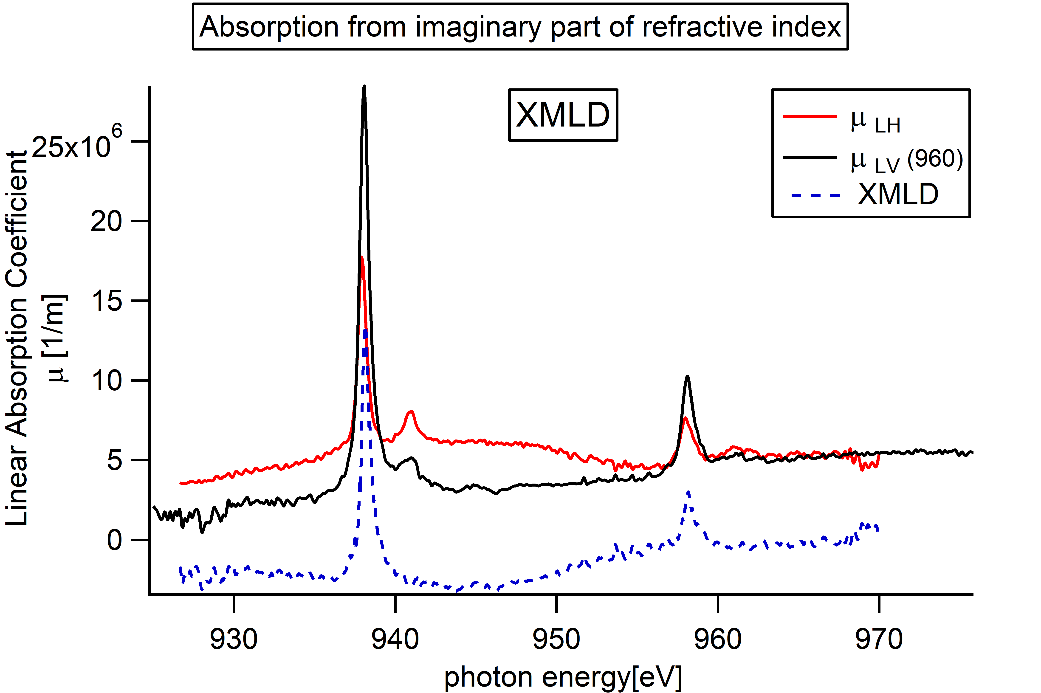 Absorption from imaginary part of refractive index
XMLD
μ LH
μ LV (960)
XMLD
Linear Absorption Coefficient
μ [1/m]
25x10⁶
20
15
10
5
0
930
940
950
960
970
photon energy[eV]